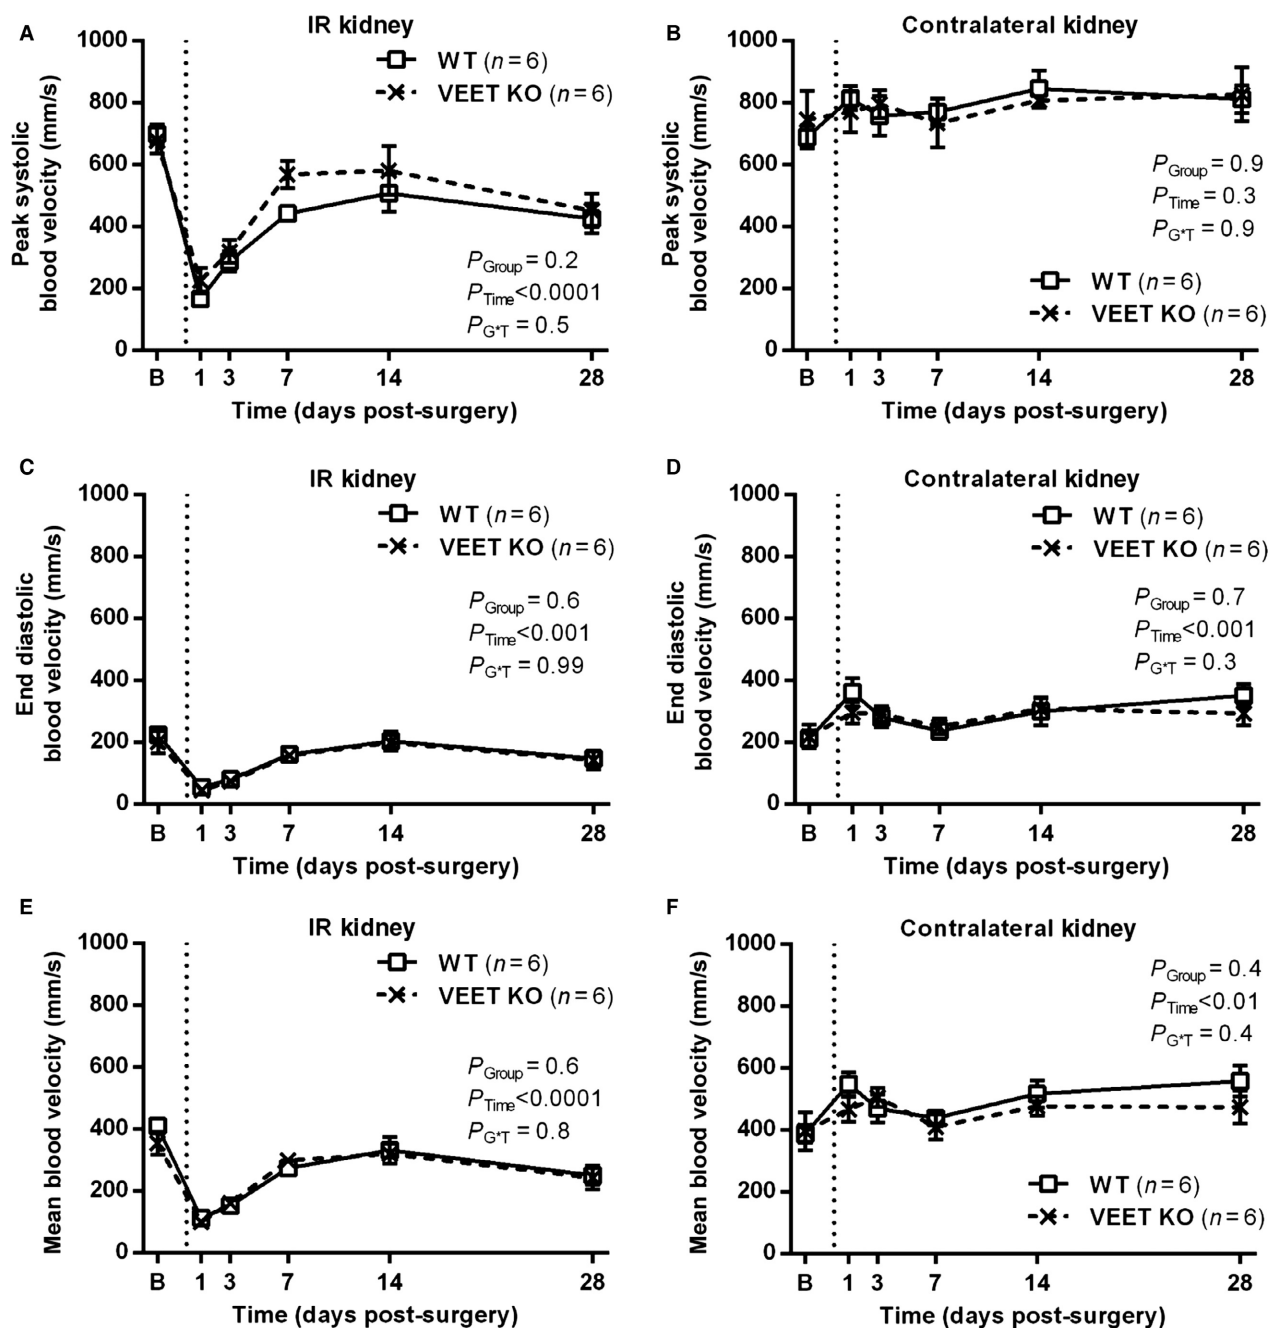 A
IR kidney
1000
800
600
400
200
0
Peak systolic
blood velocity (mm/s)
WT (n=6)
VEET KO (n=6)
PGroup = 0.2
PTime<0.0001
PG*T = 0.5
B 1 3 7 14 28
Time (days post-surgery)
B
Contralateral kidney
1000
800
600
400
200
0
Peak systolic
blood velocity (mm/s)
PGroup = 0.9
PTime = 0.3
PG*T = 0.9
WT (n=6)
VEET KO (n=6)
B 1 3 7 14 28
Time (days post-surgery)
C
IR kidney
1000
800
600
400
200
0
End diastolic
blood velocity (mm/s)
WT (n=6)
VEET KO (n=6)
PGroup = 0.6
PTime<0.001
PG*T = 0.99
B 1 3 7 14 28
Time (days post-surgery)
D
Contralateral kidney
1000
800
600
400
200
0
End diastolic
blood velocity (mm/s)
WT (n=6)
VEET KO (n=6)
PGroup = 0.7
PTime<0.001
PG*T = 0.3
B 1 3 7 14 28
Time (days post-surgery)
E
IR kidney
1000
800
600
400
200
0
Mean blood velocity (mm/s)
WT (n=6)
VEET KO (n=6)
PGroup = 0.6
PTime<0.0001
PG*T = 0.8
B 1 3 7 14 28
Time (days post-surgery)
F
Contralateral kidney
1000
800
600
400
200
0
Mean blood velocity (mm/s)
PGroup = 0.4
PTime<0.01
PG*T = 0.4
WT (n=6)
VEET KO (n=6)
B 1 3 7 14 28
Time (days post-surgery)